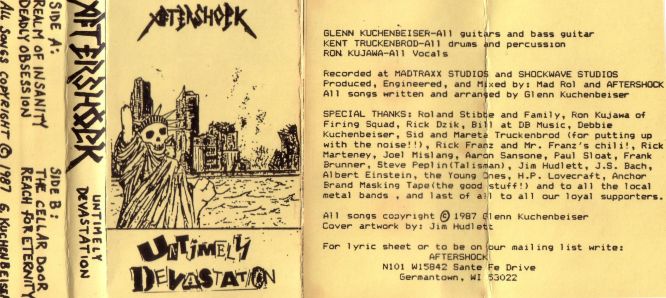 SIDE A:
REALM OF INSANITY
DEADLY OBSESSION
ALL SONGS COPYRIGHT © 1987 G. KUCHENBEISER
SIDE B:
THE CELLAR DOOR
REACH FOR ETERNITY
AFTERSHOCK
UNTIMELY
DEVASTATION
AFTERSHOCK
UNTIMELY
DEVASTATION
GLENN KUCHENBEISER-All guitars and bass guitar
KENT TRUCKENBROD-All drums and percussion
RON KUJAWA-All Vocals
Recorded at MADTRAXX STUDIOS and SHOCKWAVE STUDIOS
Produced, Engineered, and Mixed by: Mad Rol and AFTERSHOCK
All songs written and arranged by Glenn Kuchenbeiser
SPECIAL THANKS: Roland Stibbe and Family, Ron Kujawa of
Firing Squad, Rick Dzik, Bill at DB Music, Debbie
Kuchenbeiser, Sid and Mareta Truckenbrod (for putting up
with the noise!!), Rick Franz and Mr. Franz's chili!, Rick
Marteney, Joel Mislang, Aaron Sansone, Paul Sloat, Frank
Brunner, Steve Peplin(Talisman), Jim Hudlett, J.S. Bach,
Albert Einstein, the Young Ones, H.P. Lovecraft, Anchor
Brand Masking Tape(the good stuff!) and to all the local
metal bands , and last of all to all our loyal supporters.
All songs copyright © 1987 Glenn Kuchenbeiser
Cover artwork by: Jim Hudlett
For lyric sheet or to be on our mailing list write:
AFTERSHOCK
N101 W15842 Sante Fe Drive
Germantown, WI 53022